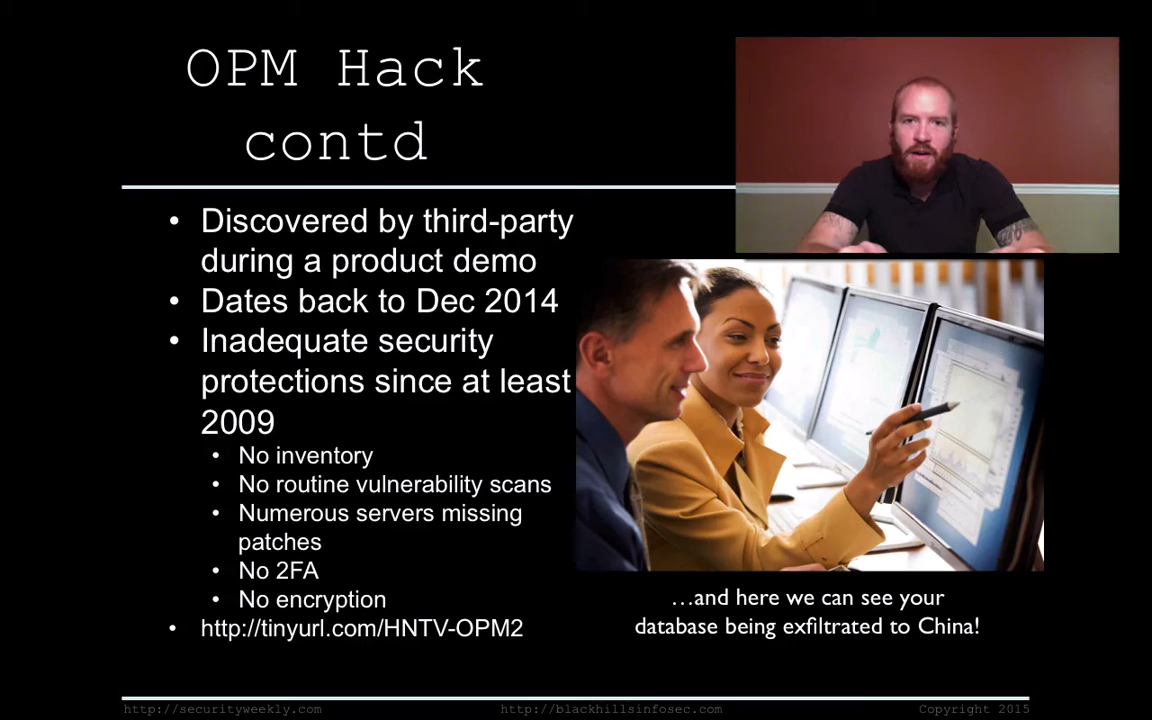 OPM Hack
contd
• Discovered by third-party
during a product demo
• Dates back to Dec 2014
• Inadequate security
protections since at least
2009
• No inventory
• No routine vulnerability scans
• Numerous servers missing
patches
• No 2FA
• No encryption
• http://tinyurl.com/HNTV-OPM2
…and here we can see your
database being exfiltrated to China!
http://securityweekly.com
http://blackhillsinfosec.com
Copyright 2015